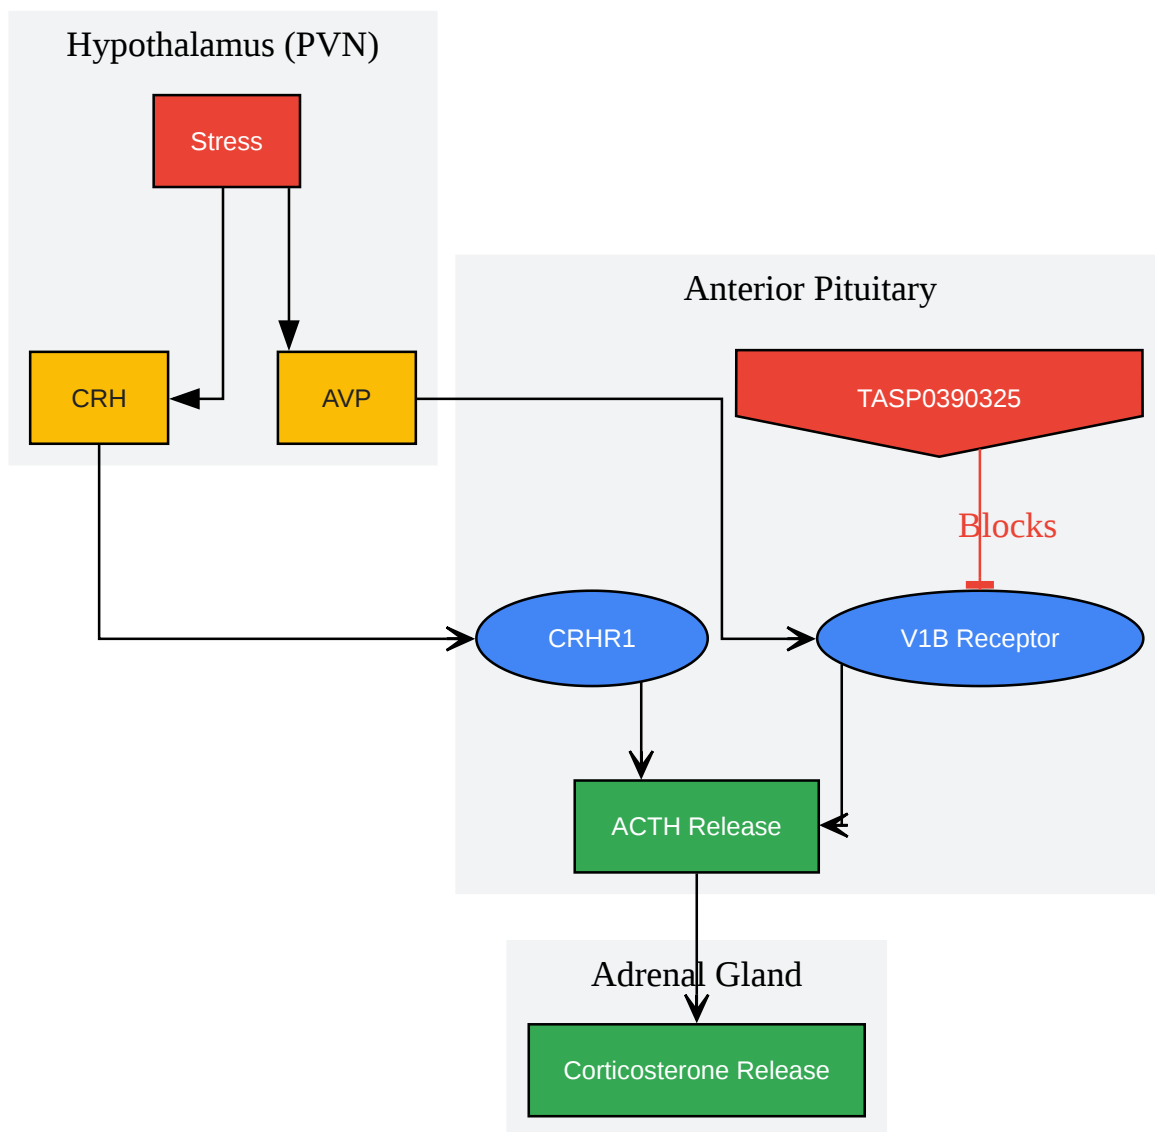 Hypothalamus (PVN)
Stress
CRH
AVP
Anterior Pituitary
TASP0390325
Blocks
CRHR1
V1B Receptor
ACTH Release
Adrenal Gland
Corticosterone Release